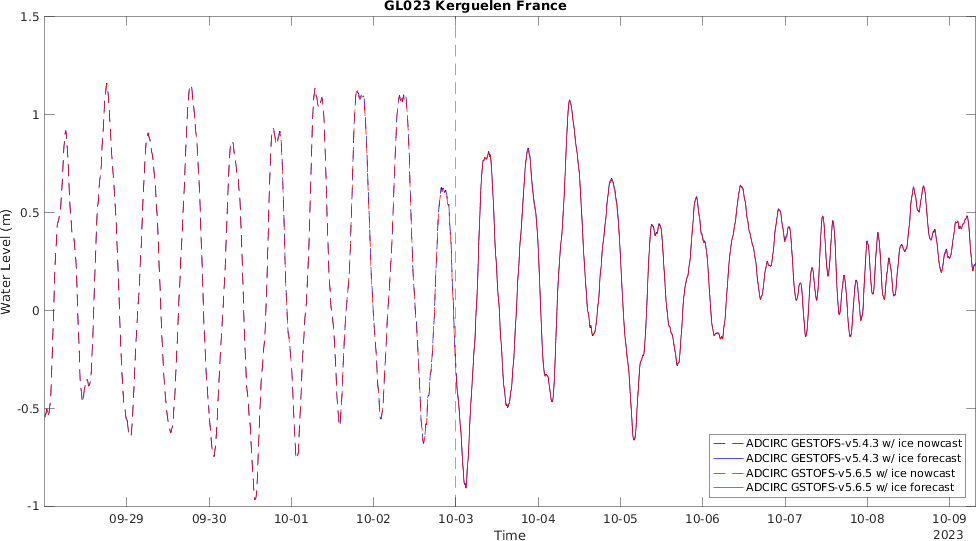 GL023 Kerguelen France
Water Level (m)
1.5
1
0.5
0
-0.5
-1
09-29 09-30 10-01 10-02 10-03 10-04 10-05 10-06 10-07 10-08 10-09
2023
Time
ADCIRC GESTOFS-v5.4.3 w/ ice nowcast
ADCIRC GESTOFS-v5.4.3 w/ ice forecast
ADCIRC GSTOFS-v5.6.5 w/ ice nowcast
ADCIRC GSTOFS-v5.6.5 w/ ice forecast